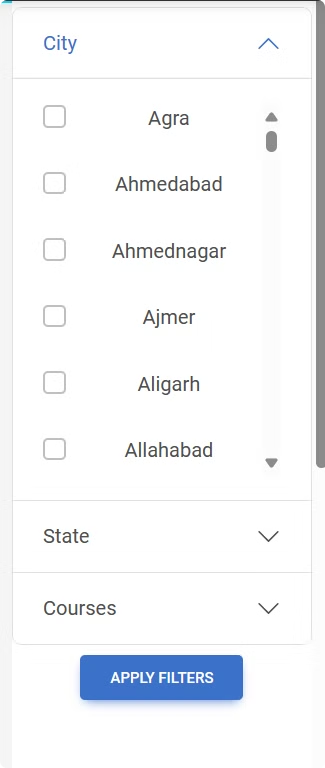 City
Agra
Ahmedabad
Ahmednagar
Ajmer
Aligarh
Allahabad
State
Courses
APPLY FILTERS